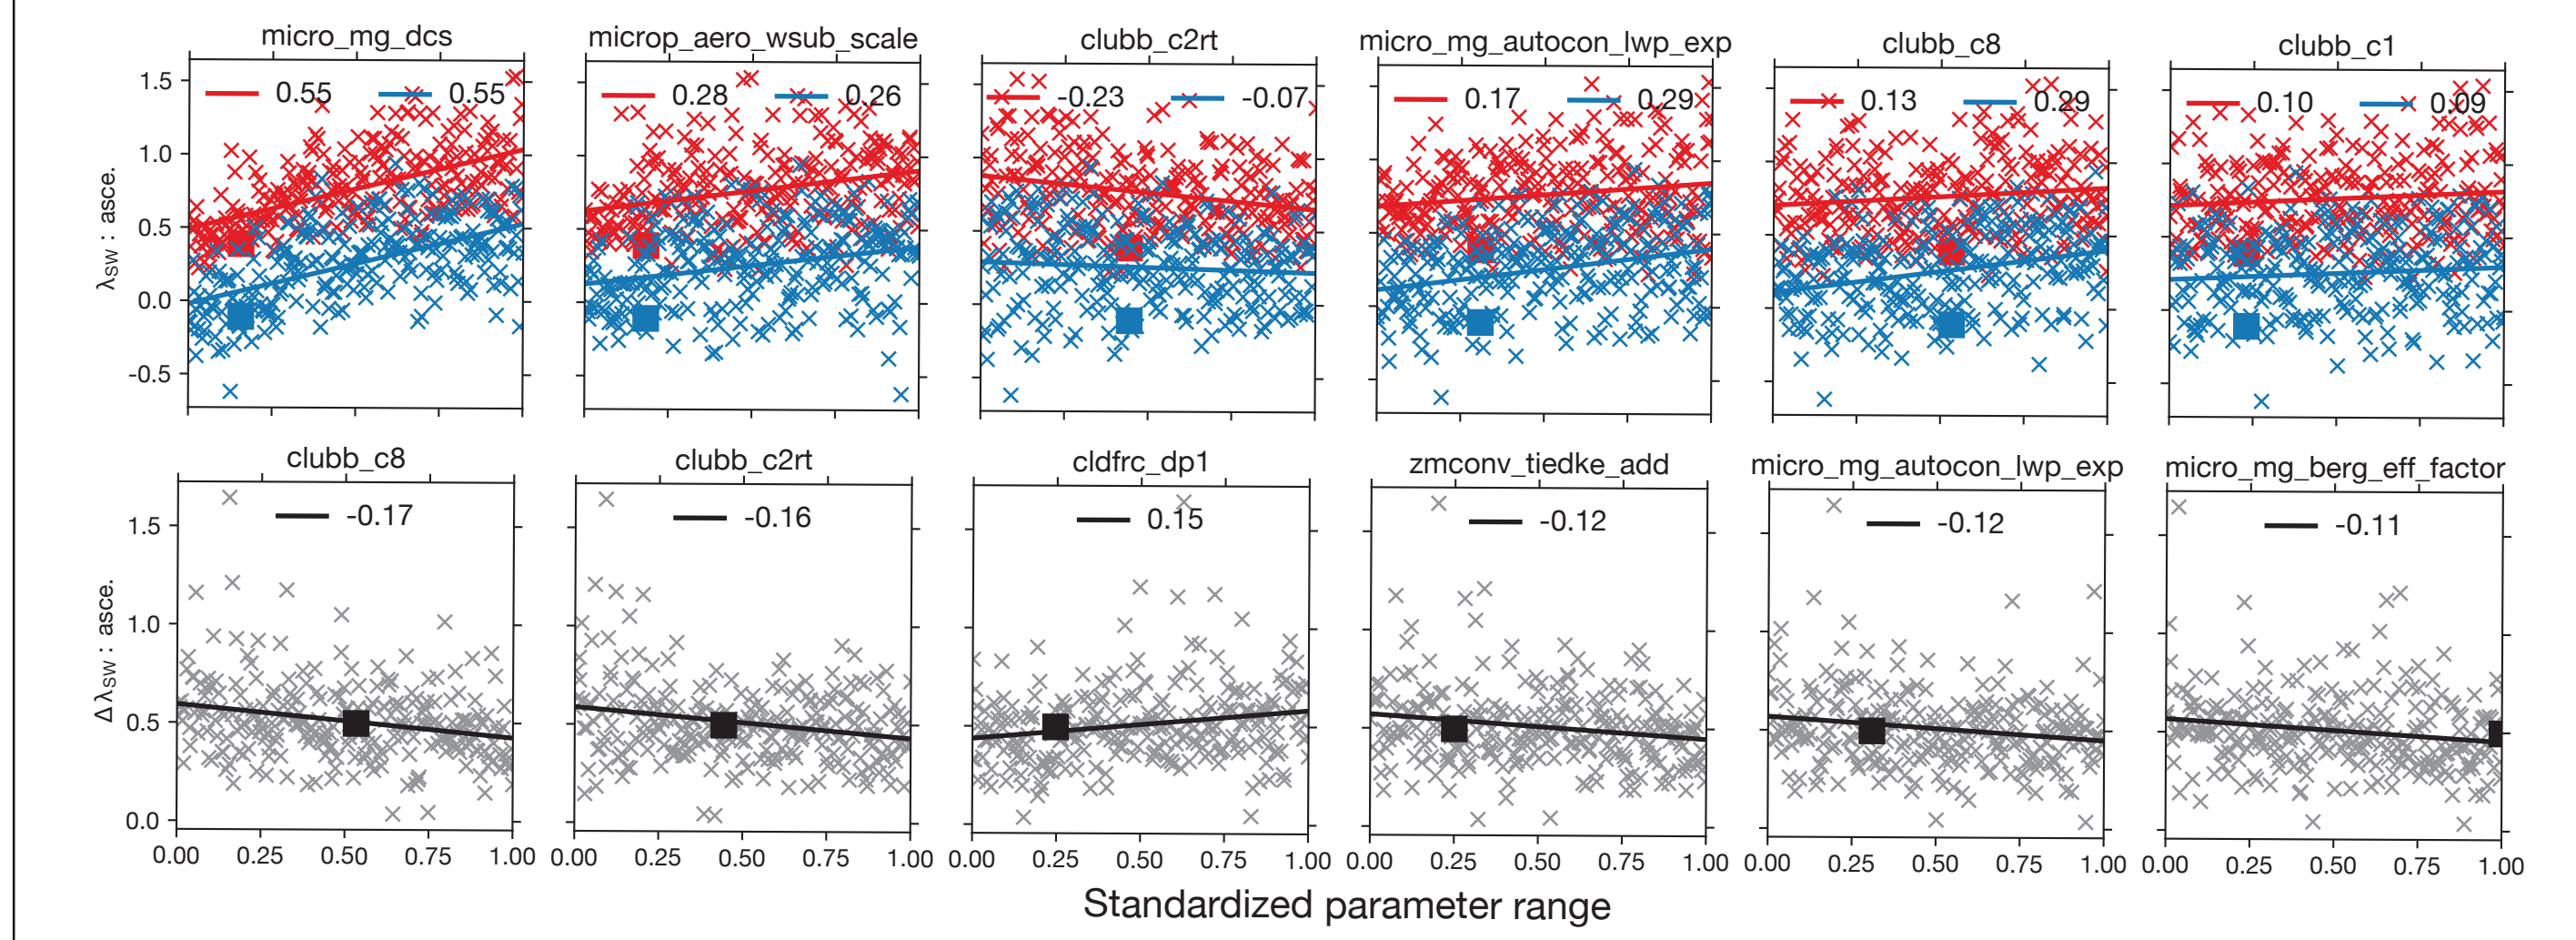 micro_mg_dcs microp_aero_wsub_scale clubb_c2rt micro_mg_autocon_lwp_exp clubb_c8 clubb_c1
0.55 0.55 0.28 0.26 -0.23 -0.07 0.17 0.29 0.13 0.29 0.10 0.09
λSW : asce.
1.5
1.0
0.5
0.0
-0.5
clubb_c8 clubb_c2rt cldfrc_dp1 zmconv_tiedke_add micro_mg_autocon_lwp_exp micro_mg_berg_eff_factor
-0.17 -0.16 0.15 -0.12 -0.12 -0.11
Δ λSW : asce.
1.5
1.0
0.5
0.0
0.00 0.25 0.50 0.75 1.00 0.00 0.25 0.50 0.75 1.00 0.00 0.25 0.50 0.75 1.00 0.00 0.25 0.50 0.75 1.00 0.00 0.25 0.50 0.75 1.00 0.00 0.25 0.50 0.75 1.00
Standardized parameter range